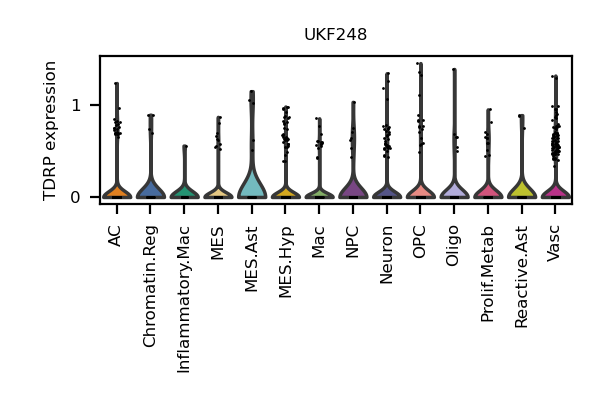 UKF248
TDRP expression
1
0
AC
Chromatin.Reg
Inflammatory.Mac
MES
MES.Ast
MES.Hyp
Mac
NPC
Neuron
OPC
Oligo
Prolif.Metab
Reactive.Ast
Vasc